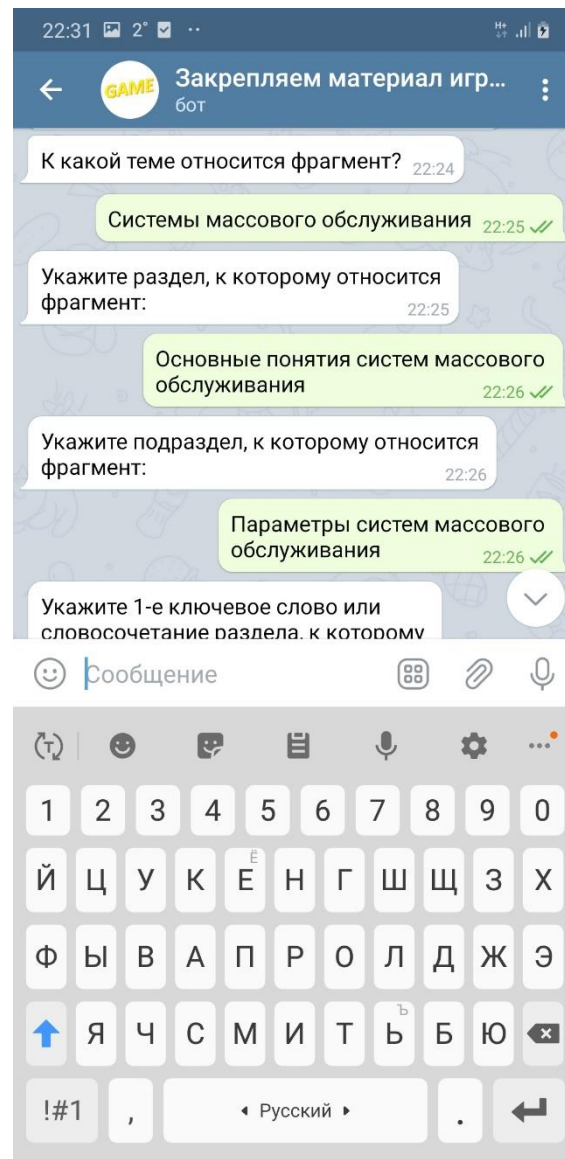 22:31 2°
GAME
Закрепляем материал игр...
бот
К какой теме относится фрагмент? 22:24
Системы массового обслуживания 22:25
Укажите раздел, к которому относится
фрагмент: 22:25
Основные понятия систем массового
обслуживания 22:26
Укажите подраздел, к которому относится
фрагмент: 22:26
Параметры систем массового
обслуживания 22:26
Укажите 1-е ключевое слово или
словосочетание раздела, к которому
Сообщение
1 2 3 4 5 6 7 8 9 0
Й Ц У К Е Ё Н Г Ш Щ З Х
Ф Ы В А П Р О Л Д Ж Э
Я Ч С М И Т Ь Ъ Б Ю
!#1 , Русский .